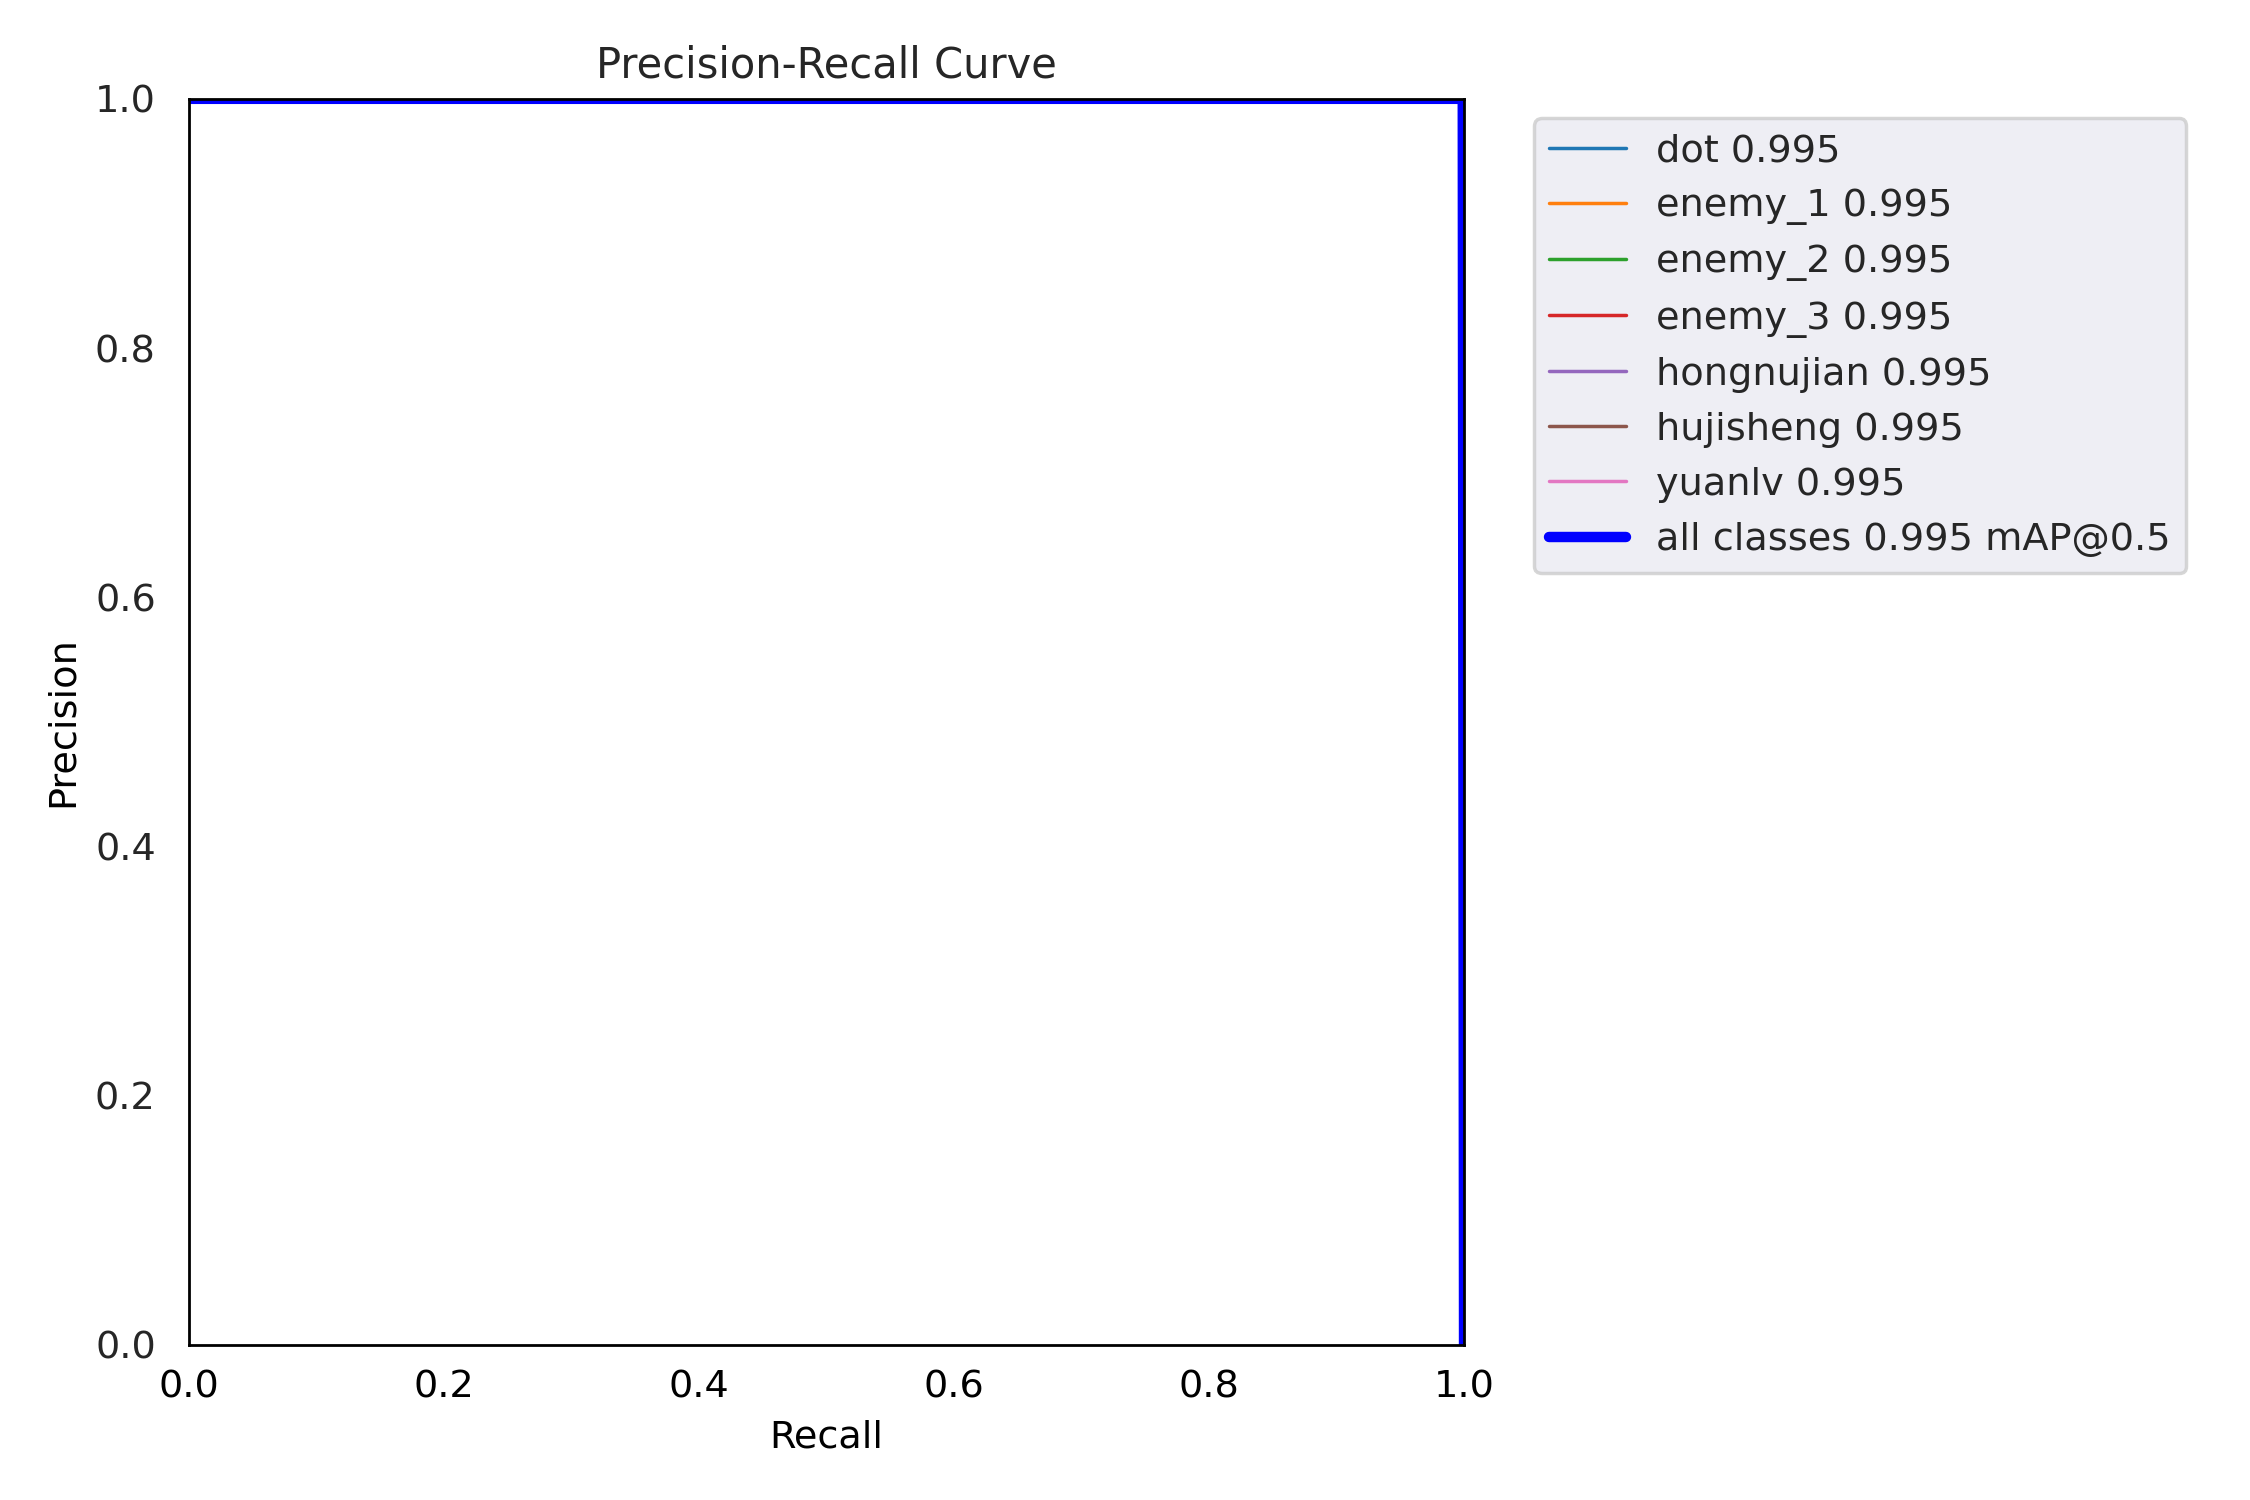 Precision-Recall Curve
1.0
0.8
0.6
0.4
0.2
0.0
Precision
0.0 0.2 0.4 0.6 0.8 1.0
Recall
dot 0.995
enemy_1 0.995
enemy_2 0.995
enemy_3 0.995
hongnujian 0.995
hujisheng 0.995
yuanlv 0.995
all classes 0.995 mAP@0.5